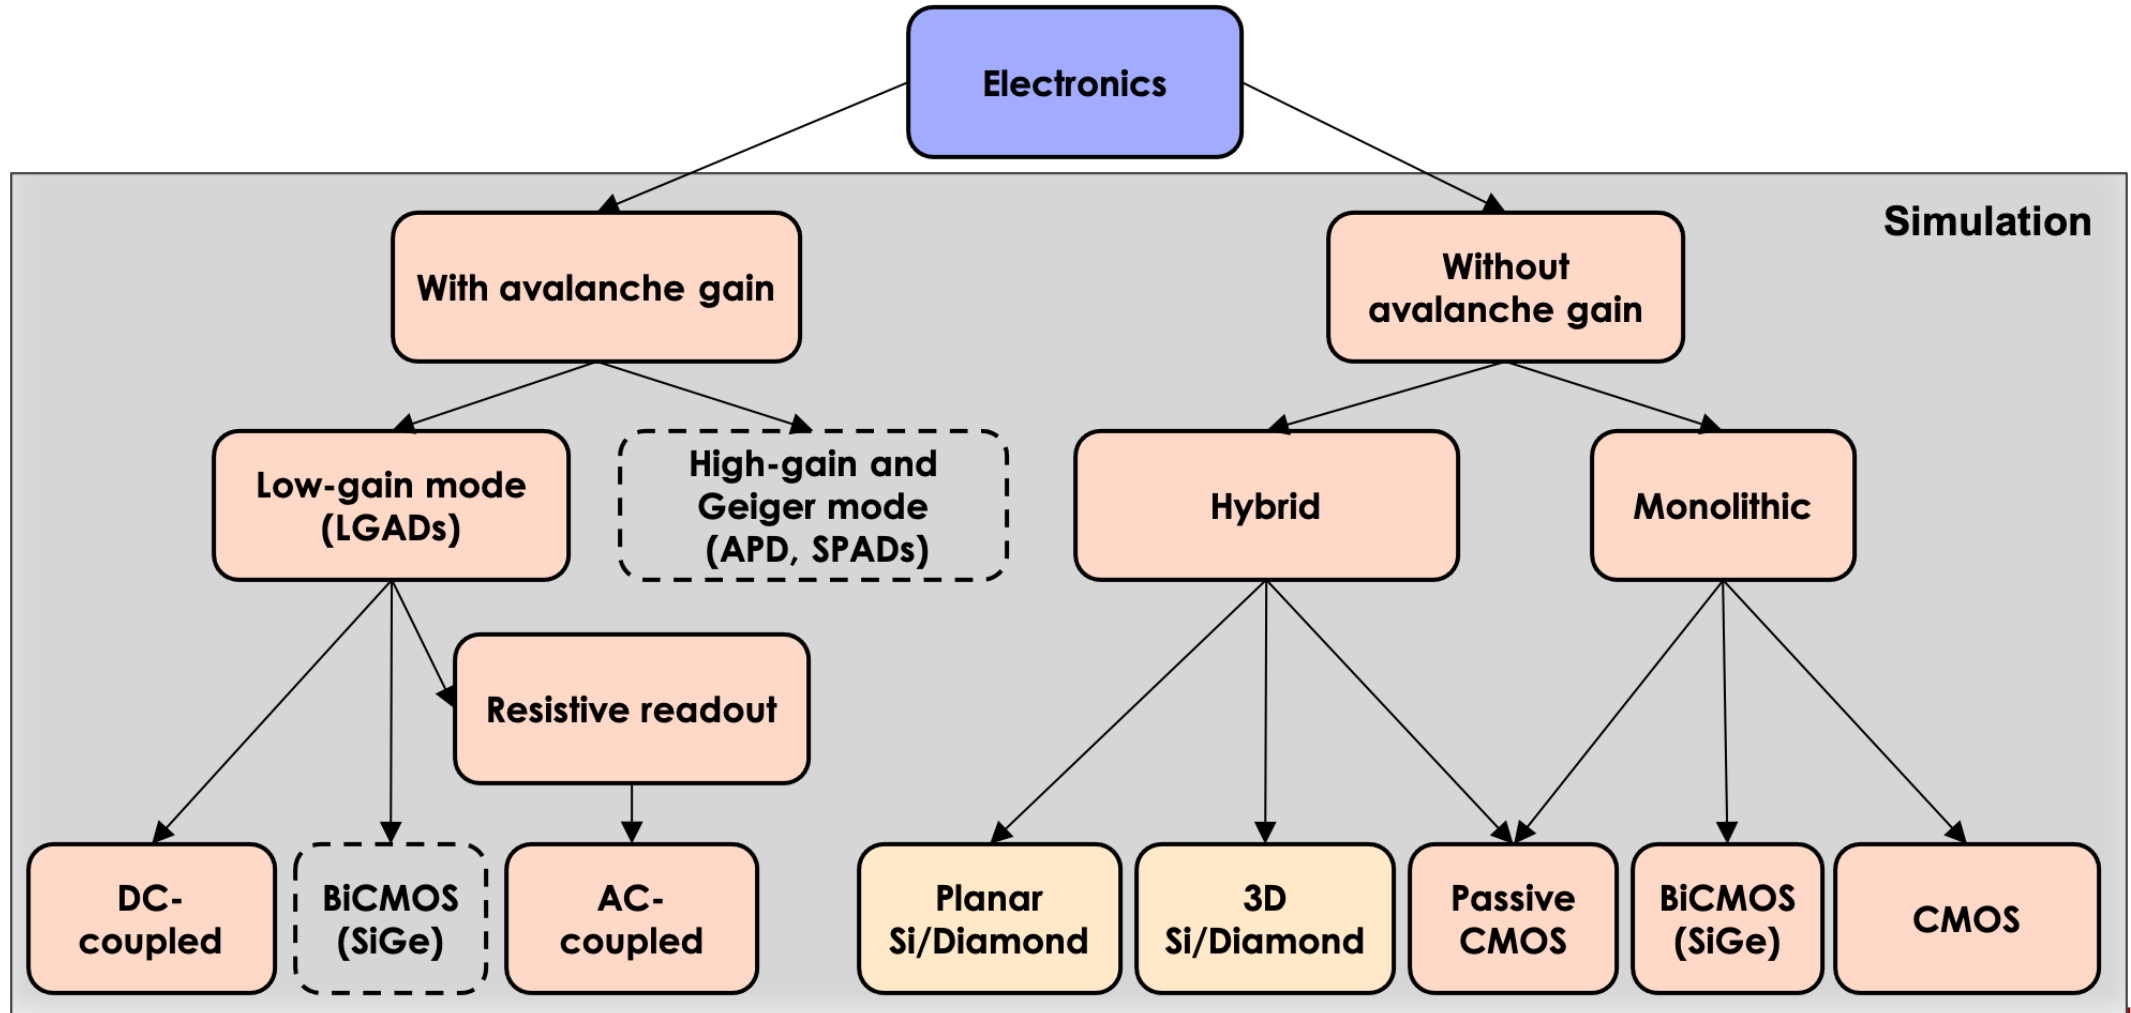 Electronics
Simulation
With avalanche gain
Without
avalanche gain
Low-gain mode
(LGADs)
High-gain and
Geiger mode
(APD, SPADs)
Hybrid
Monolithic
Resistive readout
DC-
coupled
BiCMOS
(SiGe)
AC-
coupled
Planar
Si/Diamond
3D
Si/Diamond
Passive
CMOS
BiCMOS
(SiGe)
CMOS